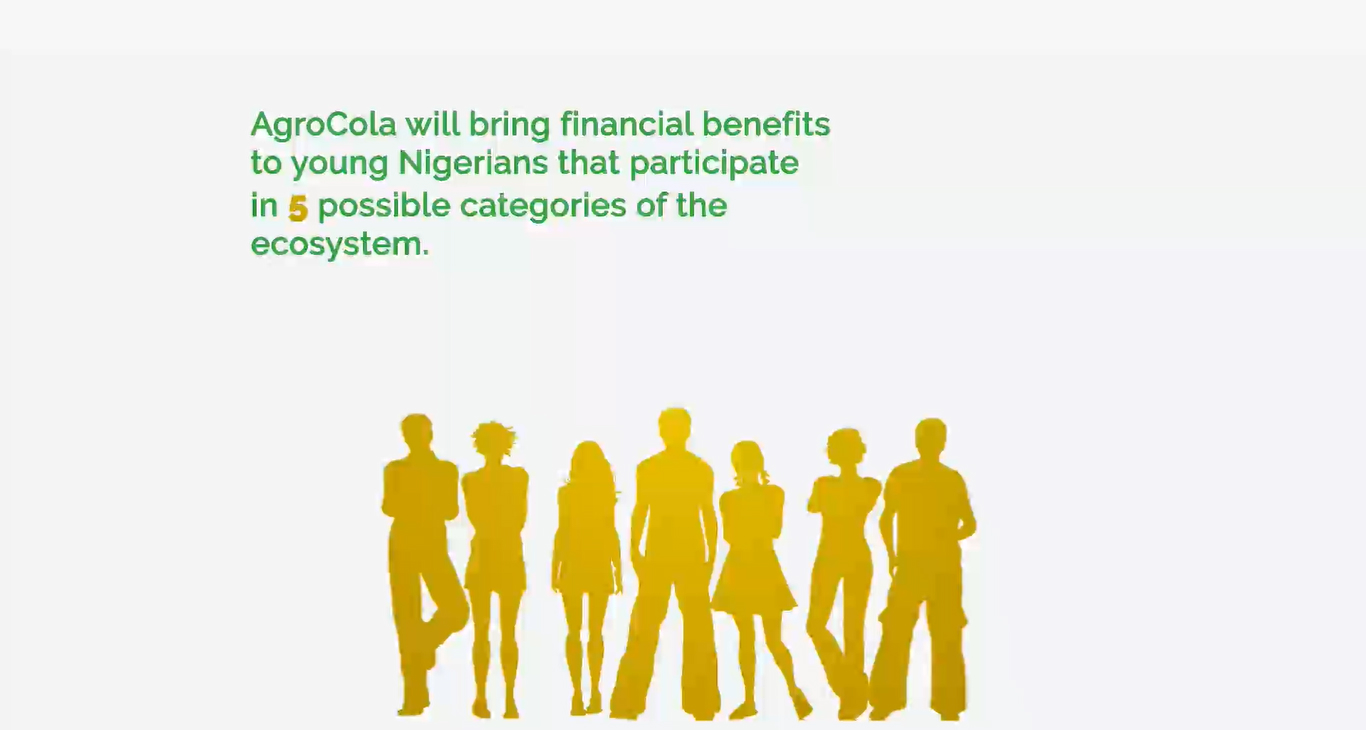 AgroCola will bring financial benefits
to young Nigerians that participate
in 5 possible categories of the
ecosystem.